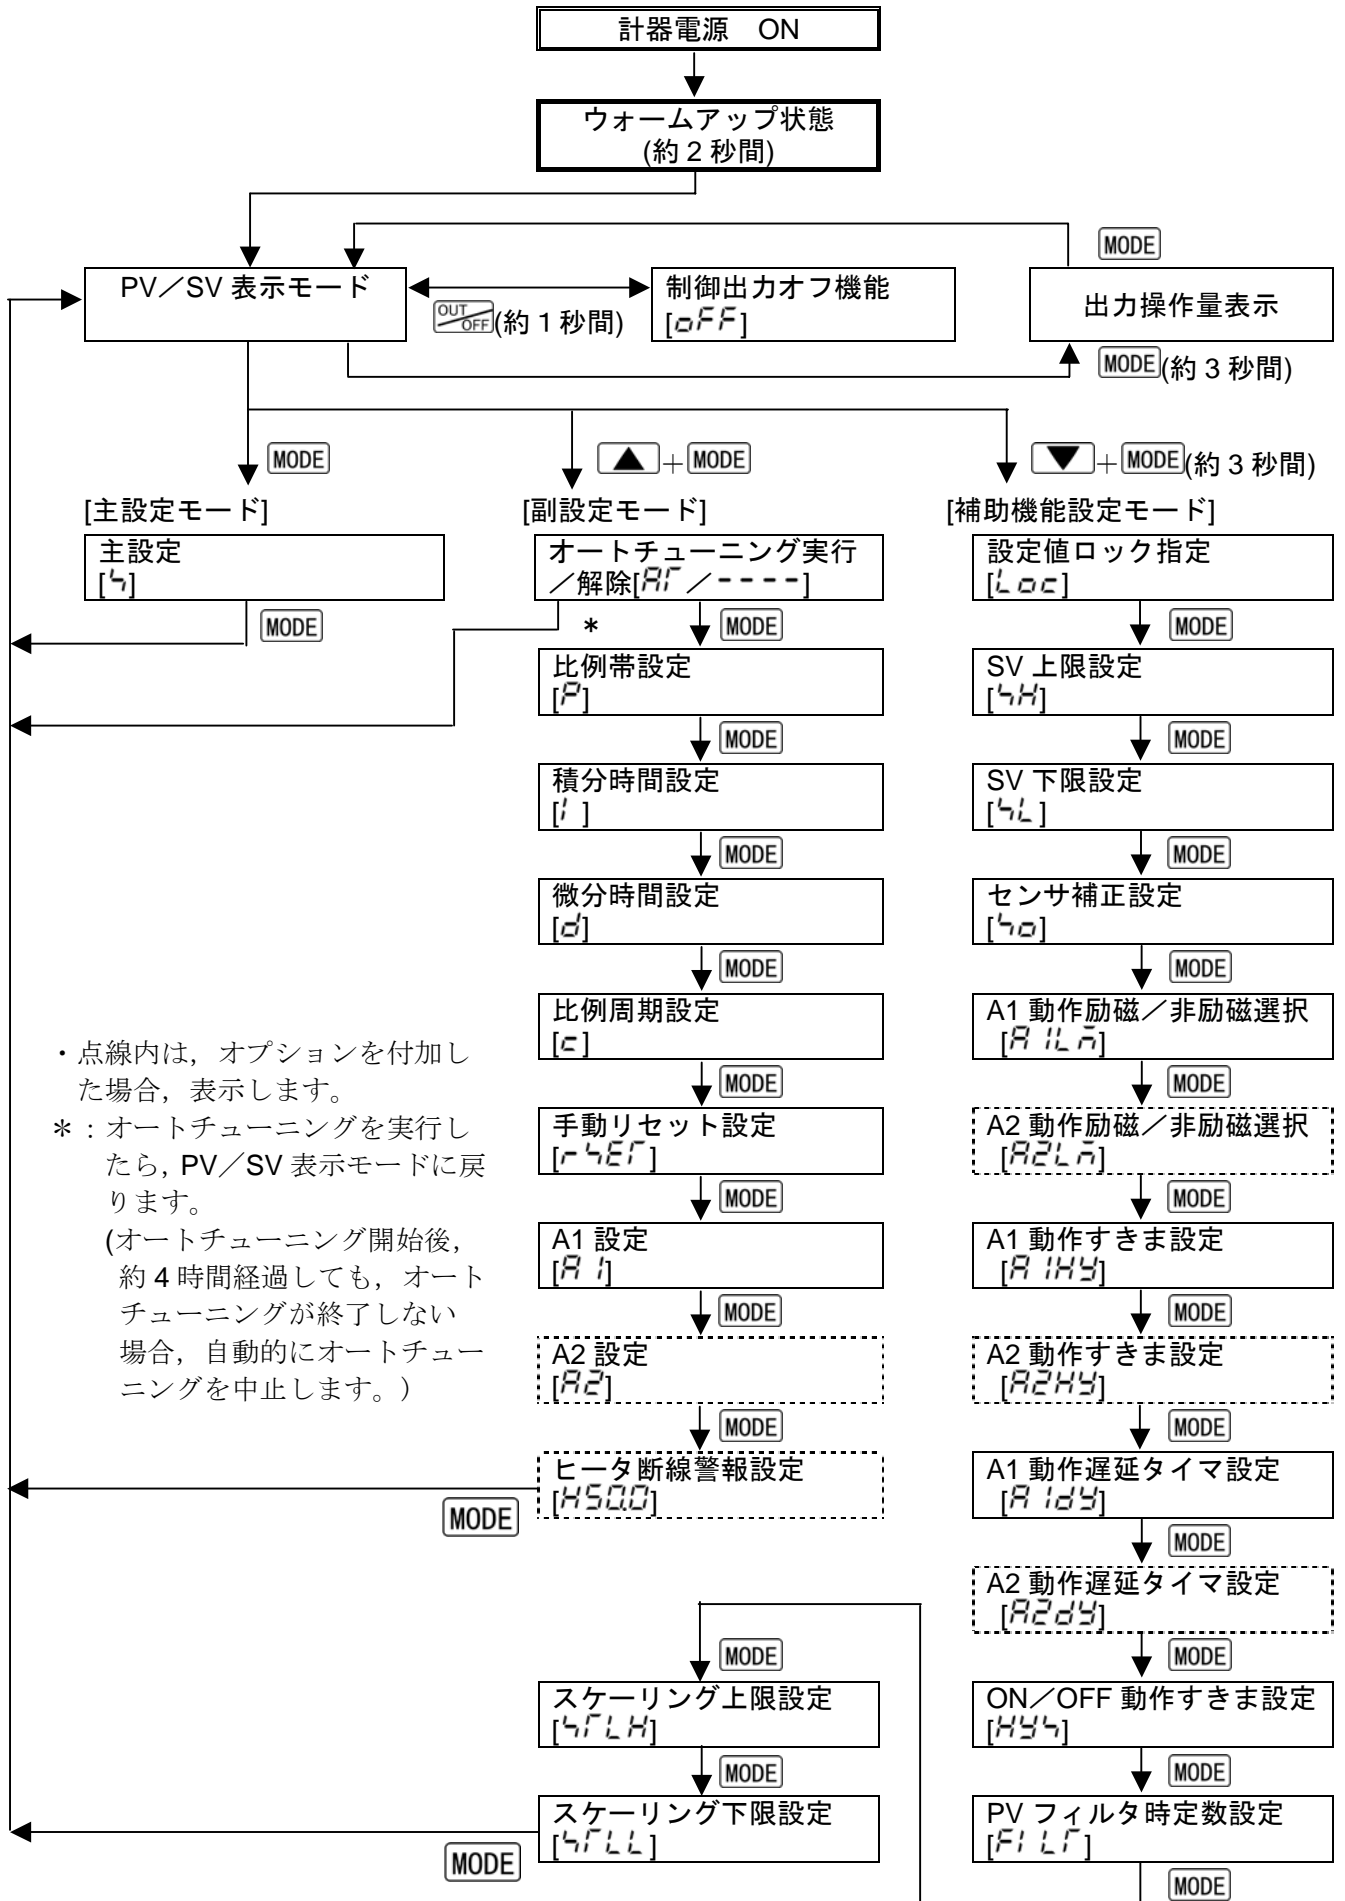 計器電源 ON
ウォームアップ状態
(約 2 秒間)
MODE
PV／SV 表示モード
OUT OFF (約 1 秒間)
制御出力オフ機能
[oFF]
出力操作量表示
MODE (約 3 秒間)
MODE
▲＋MODE
▼＋MODE (約 3 秒間)
[主設定モード]
主設定
[S]
MODE
[副設定モード]
オートチューニング実行
／解除[AT／----]
*
MODE
比例帯設定
[P]
MODE
積分時間設定
[I ]
MODE
微分時間設定
[d]
MODE
比例周期設定
[c]
MODE
手動リセット設定
[rSET]
MODE
A1 設定
[A1]
MODE
A2 設定
[A2]
MODE
ヒータ断線警報設定
[H50.0]
MODE
[補助機能設定モード]
設定値ロック指定
[Loc]
MODE
SV 上限設定
[SH]
MODE
SV 下限設定
[SL]
MODE
センサ補正設定
[So]
MODE
A1 動作励磁／非励磁選択
[A1Lm]
MODE
A2 動作励磁／非励磁選択
[A2Lm]
MODE
A1 動作すきま設定
[A1HY]
MODE
A2 動作すきま設定
[A2HY]
MODE
A1 動作遅延タイマ設定
[A1dY]
MODE
A2 動作遅延タイマ設定
[A2dY]
MODE
ON／OFF 動作すきま設定
[HYS]
MODE
PV フィルタ時定数設定
[FILT]
MODE
MODE
スケーリング上限設定
[STLH]
MODE
スケーリング下限設定
[STLL]
MODE
・点線内は，オプションを付加し
た場合，表示します。
＊：オートチューニングを実行し
たら，PV／SV 表示モードに戻
ります。
(オートチューニング開始後，
約 4 時間経過しても，オート
チューニングが終了しない
場合，自動的にオートチュー
ニングを中止します。）